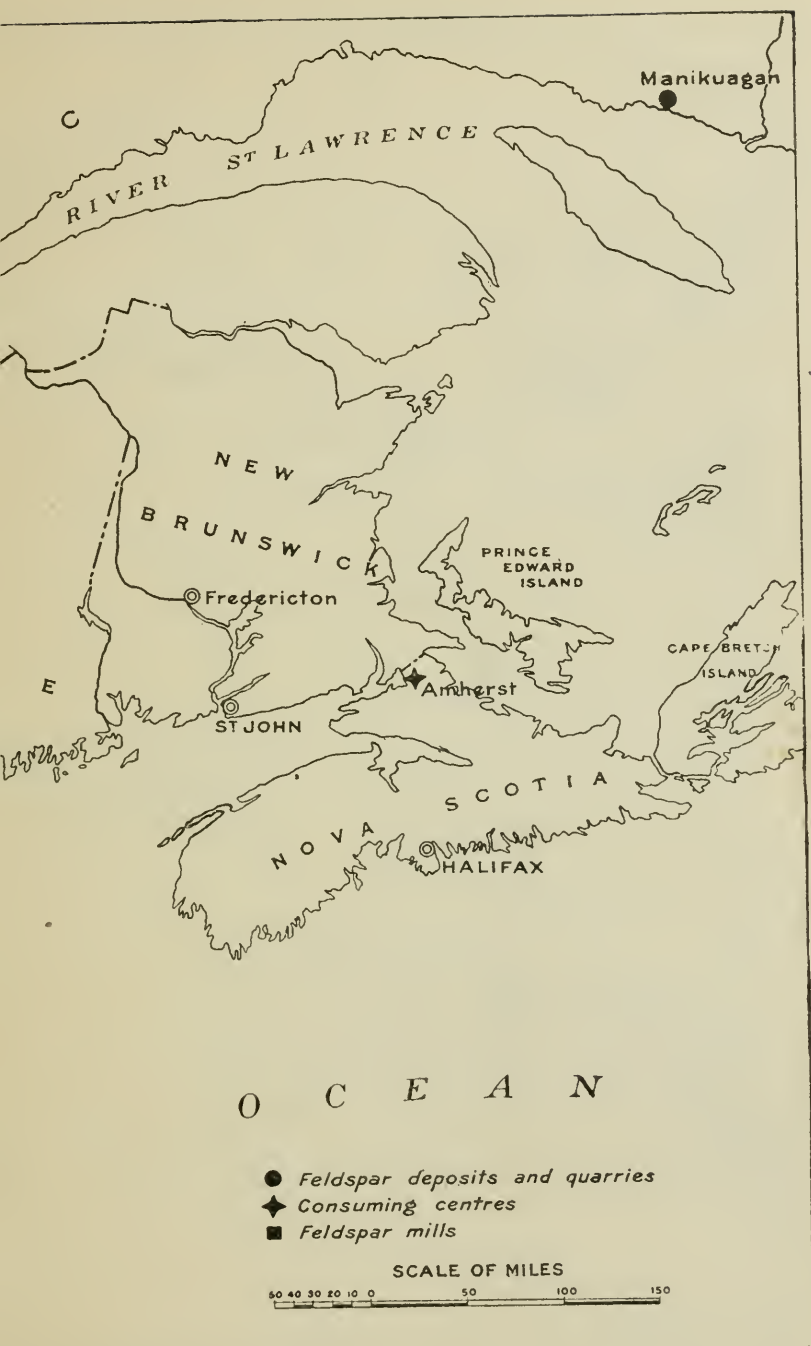 Manikuagan
C
RIVER ST LAWRENCE
NEW
BRUNSWICK
PRINCE
EDWARD
ISLAND
Fredericton
CAPE BRETON
ISLAND
E
Amherst
ST JOHN
NOVA SCOTIA
HALIFAX
OCEAN
Feldspar deposits and quarries
Consuming centres
Feldspar mills
SCALE OF MILES
50 40 30 20 10 0 50 100 150